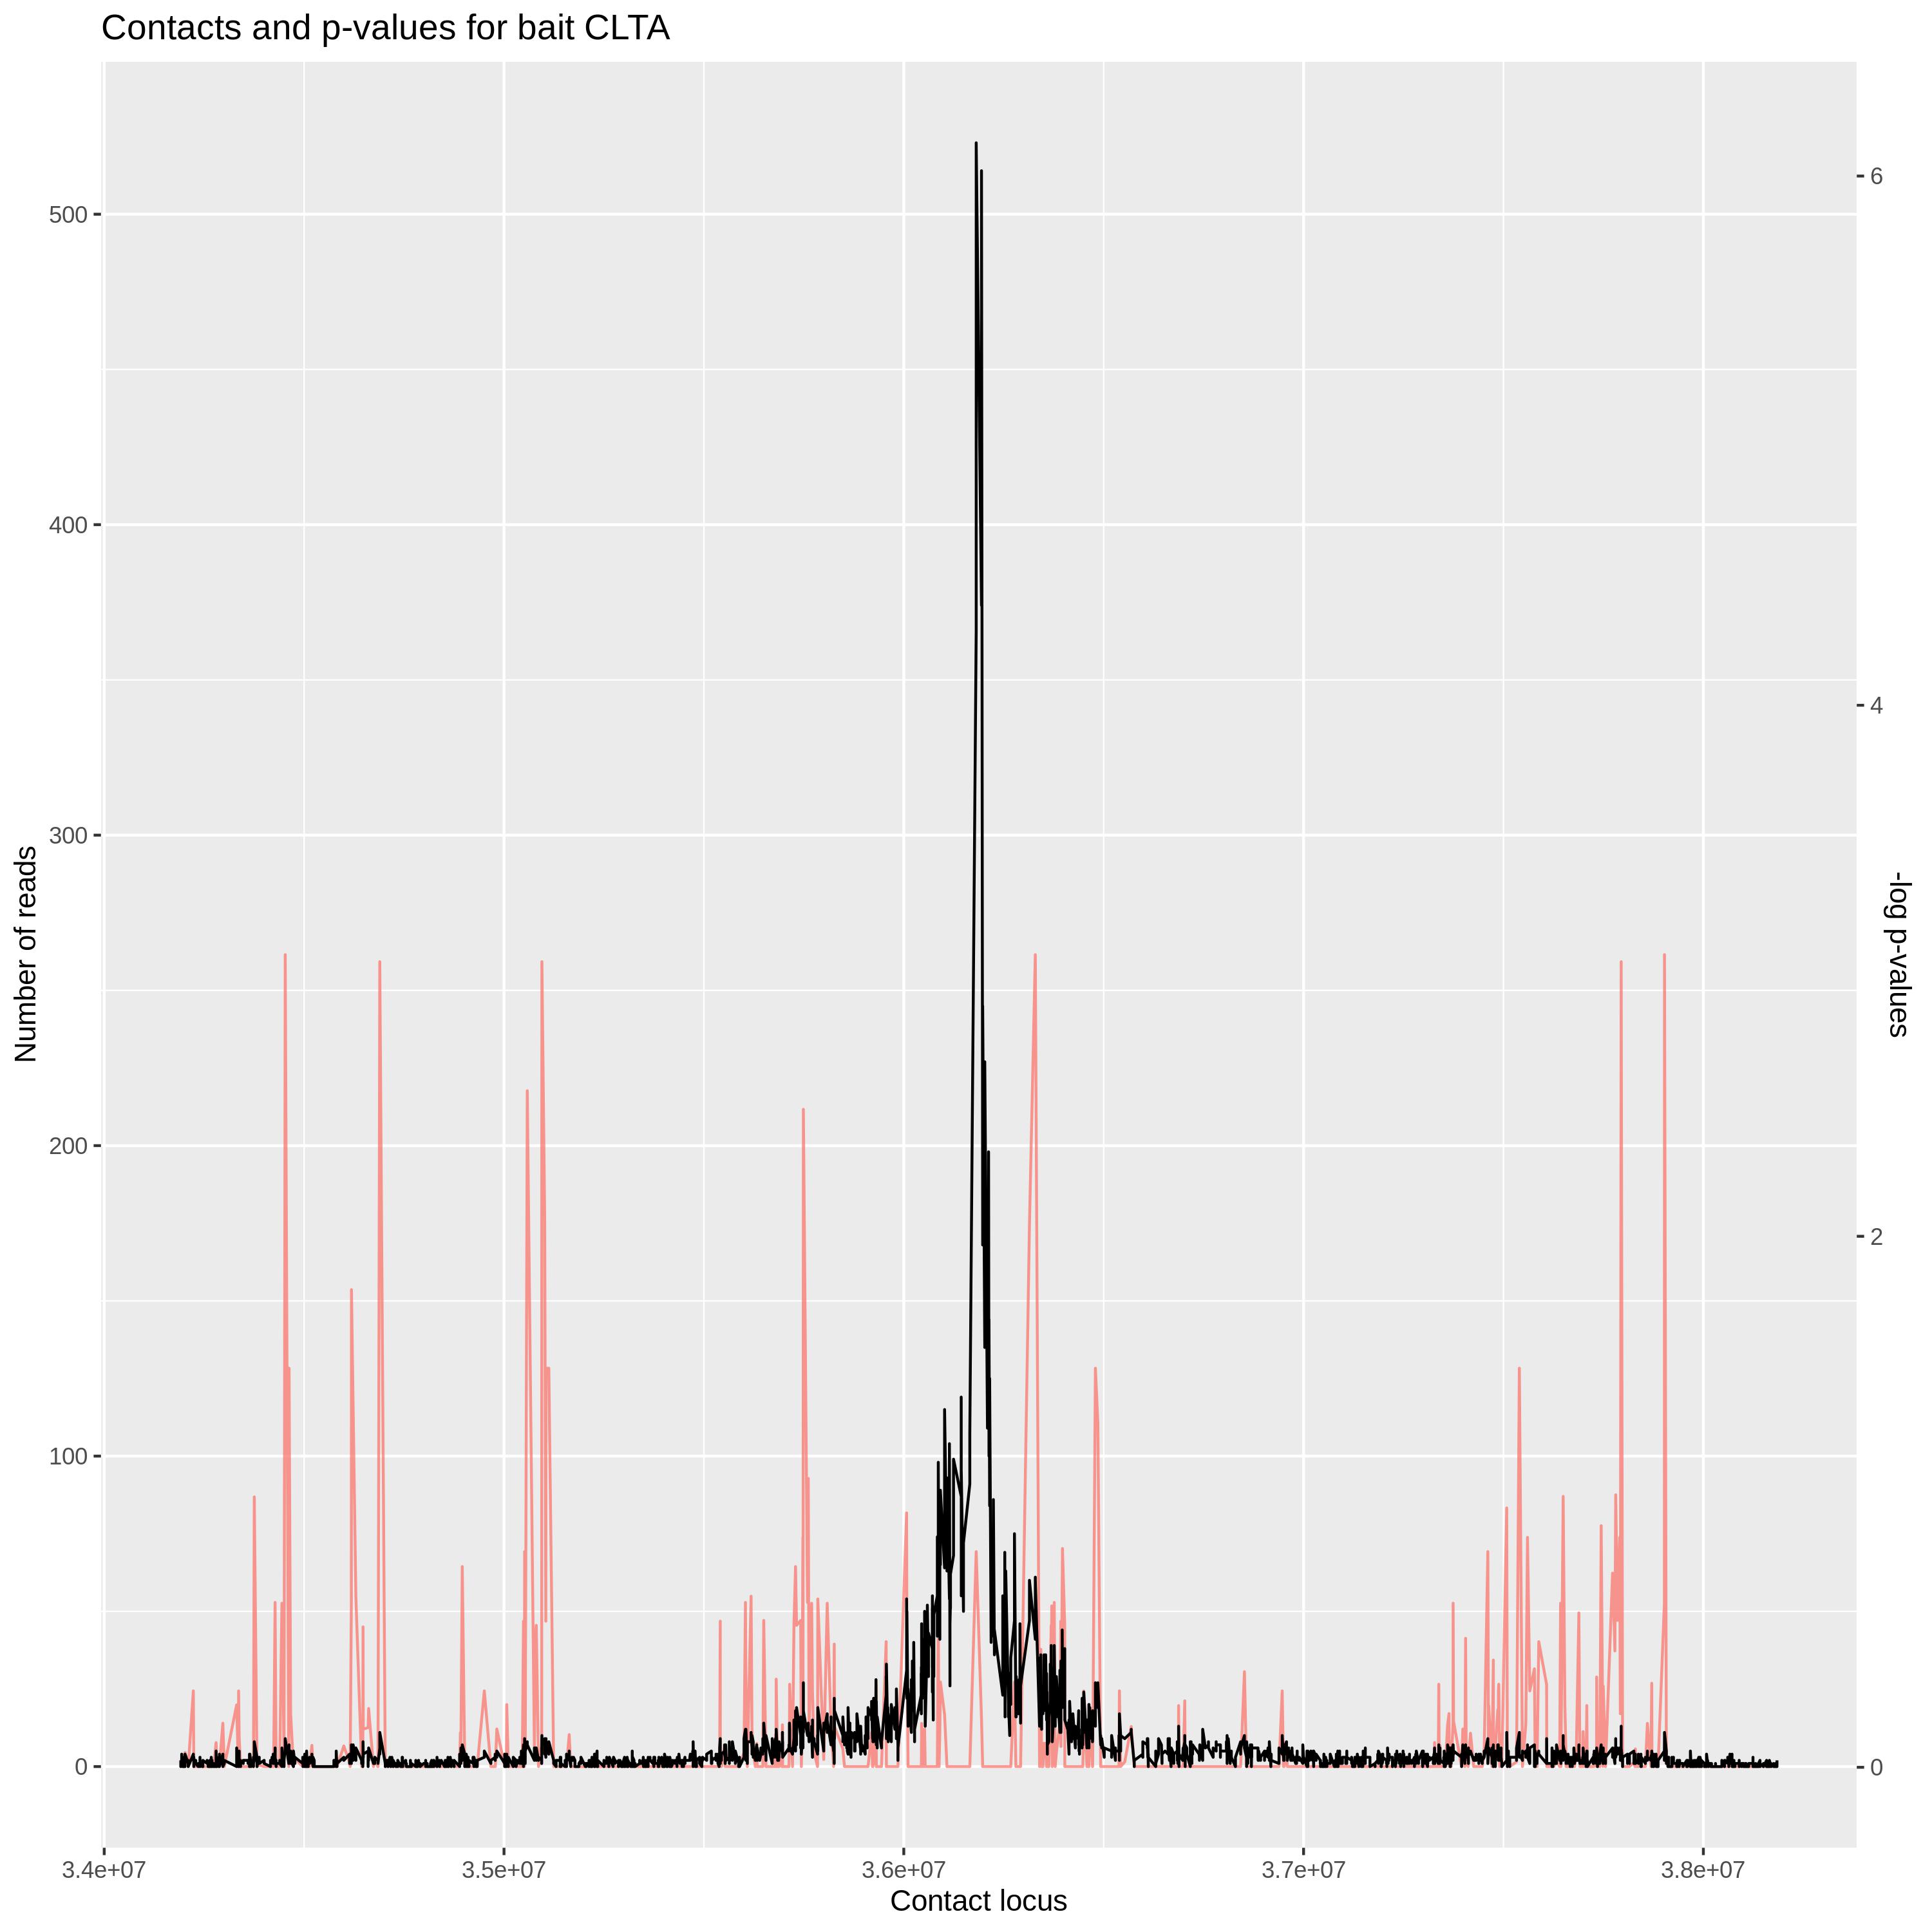 Contacts and p-values for bait CLTA
Number of reads
500
400
300
200
100
0
6
4
2
0
-log p-values
3.4e+07
3.5e+07
3.6e+07
3.7e+07
3.8e+07
Contact locus